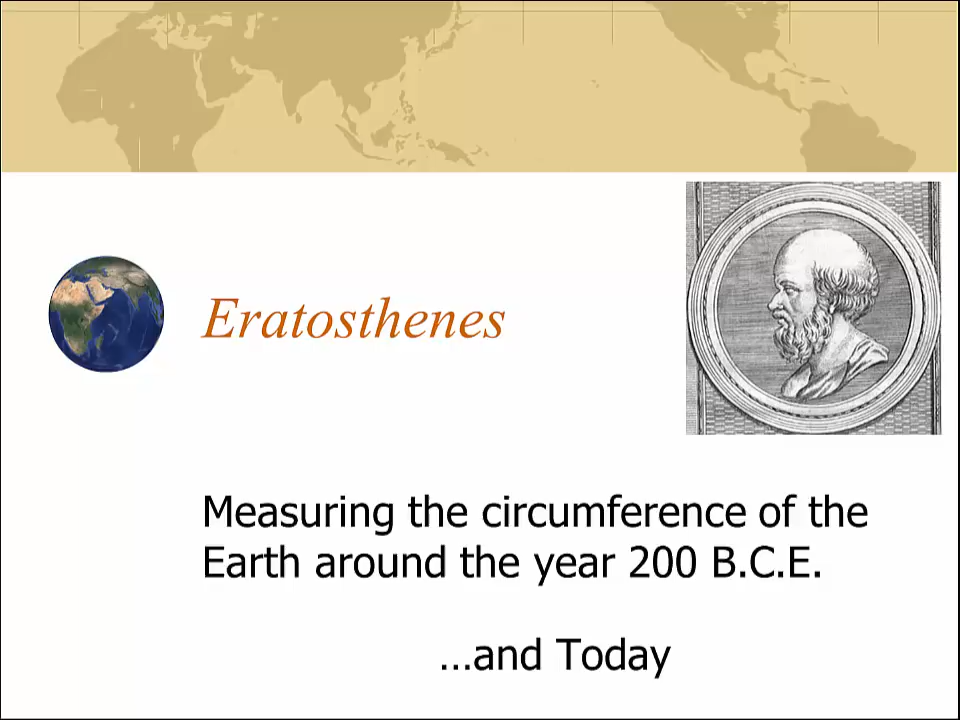 Eratosthenes
Measuring the circumference of the
Earth around the year 200 B.C.E.
…and Today